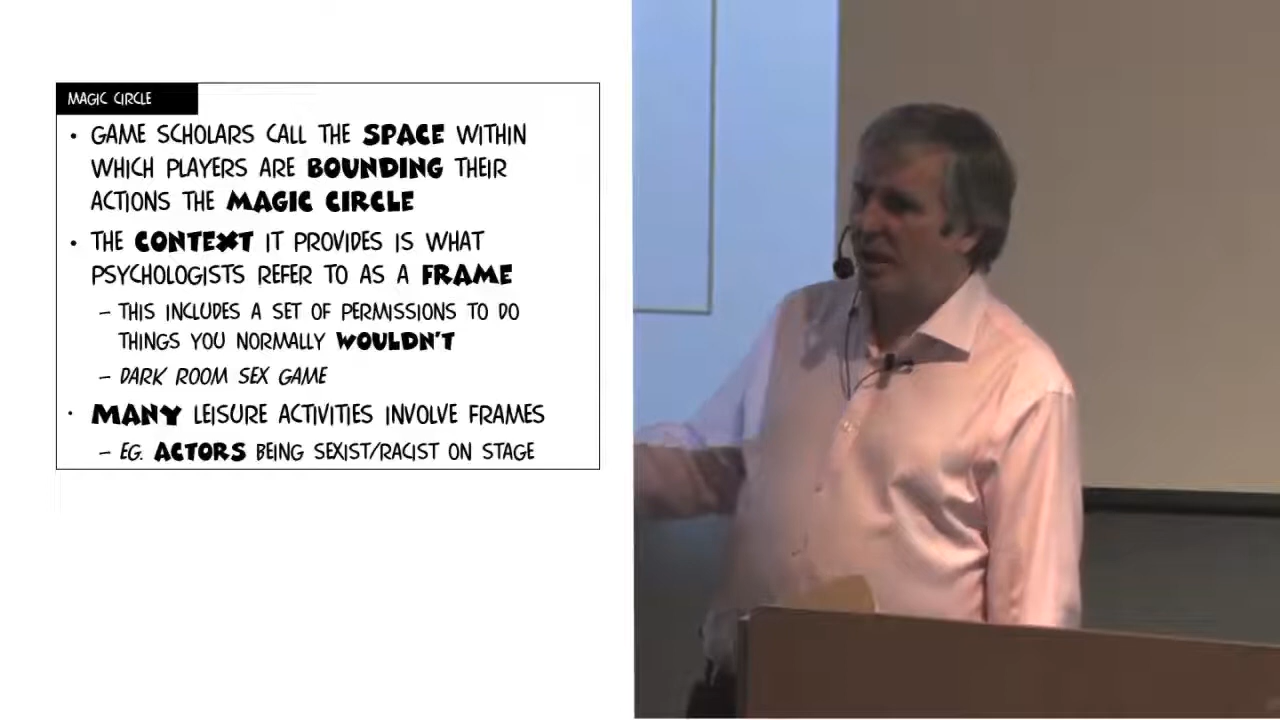 MAGIC CIRCLE
• GAME SCHOLARS CALL THE SPACE WITHIN
WHICH PLAYERS ARE BOUNDING THEIR
ACTIONS THE MAGIC CIRCLE
• THE CONTEXT IT PROVIDES IS WHAT
PSYCHOLOGISTS REFER TO AS A FRAME
– THIS INCLUDES A SET OF PERMISSIONS TO DO
THINGS YOU NORMALLY WOULDN'T
– DARK ROOM SEX GAME
• MANY LEISURE ACTIVITIES INVOLVE FRAMES
– EG. ACTORS BEING SEXIST/RACIST ON STAGE